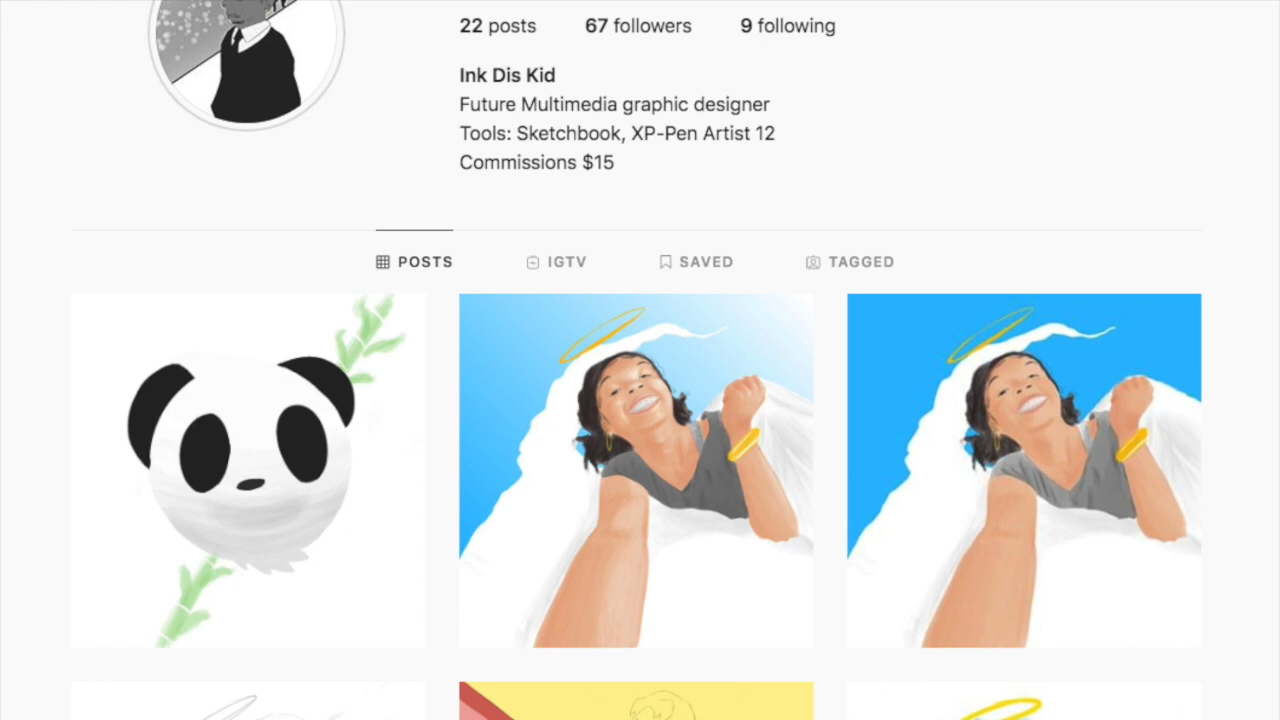 22 posts 67 followers 9 following
Ink Dis Kid
Future Multimedia graphic designer
Tools: Sketchbook, XP-Pen Artist 12
Commissions $15
POSTS IGTV SAVED TAGGED